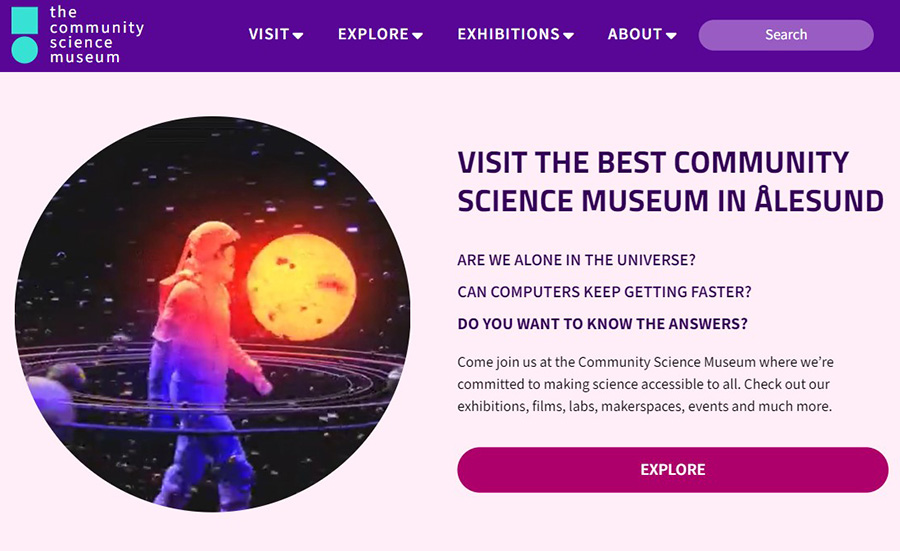 the
community
science
museum
VISIT
EXPLORE
EXHIBITIONS
ABOUT
Search
VISIT THE BEST COMMUNITY
SCIENCE MUSEUM IN ÅLESUND
ARE WE ALONE IN THE UNIVERSE?
CAN COMPUTERS KEEP GETTING FASTER?
DO YOU WANT TO KNOW THE ANSWERS?
Come join us at the Community Science Museum where we’re
committed to making science accessible to all. Check out our
exhibitions, films, labs, makerspaces, events and much more.
EXPLORE